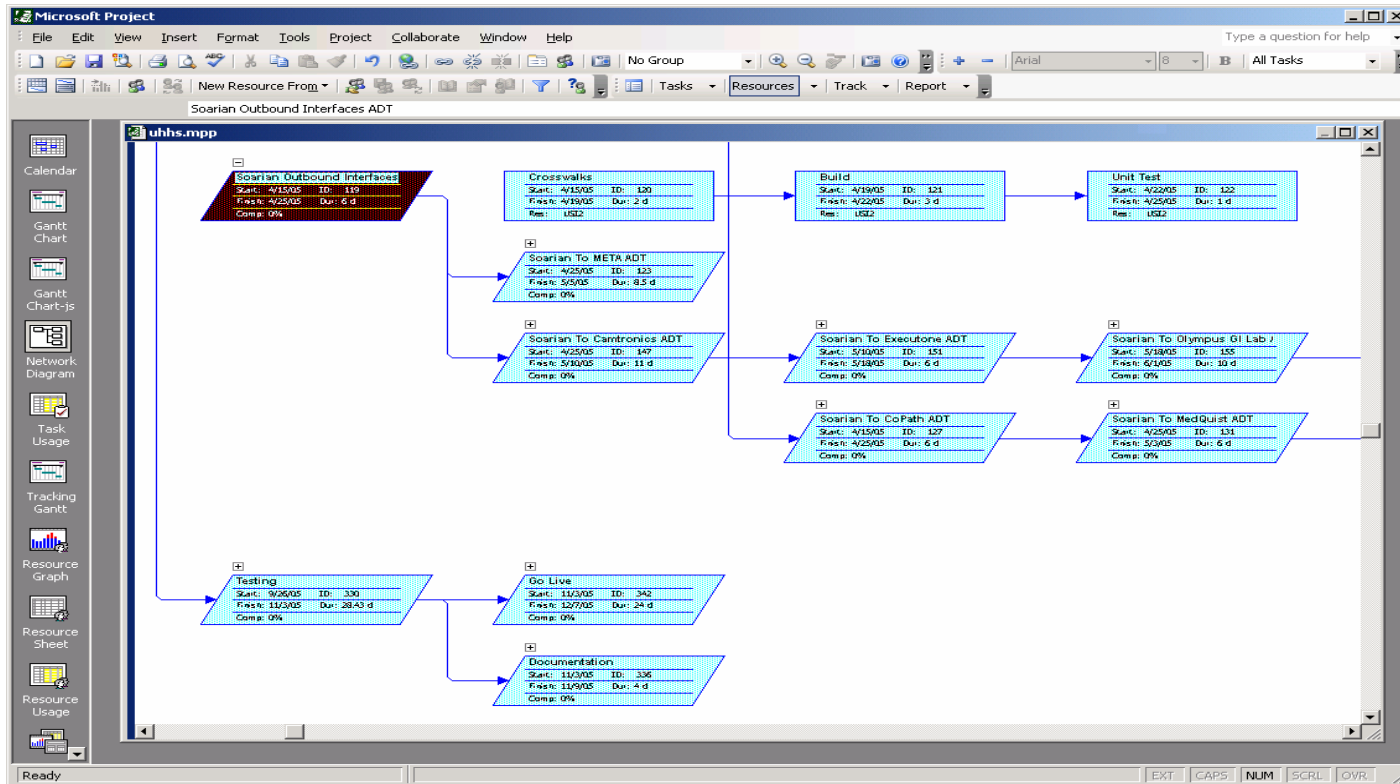 Microsoft Project
File Edit View Insert Format Tools Project Collaborate Window Help
Type a question for help
No Group
Arial
8
B
All Tasks
New Resource From
Tasks
Resources
Track
Report
Soarian Outbound Interfaces ADT
uhhs.mpp
Calendar
Gantt
Chart
Gantt
Chart-js
Network
Diagram
Task
Usage
Tracking
Gantt
Resource
Graph
Resource
Sheet
Resource
Usage
Soarian Outbound Interfaces
Start: 4/15/05 ID: 119
Finish: 4/25/05 Dur: 6 d
Comp: 0%
Crosswalks
Start: 4/15/05 ID: 120
Finish: 4/19/05 Dur: 2 d
Res: USI2
Build
Start: 4/19/05 ID: 121
Finish: 4/22/05 Dur: 3 d
Res: USI2
Unit Test
Start: 4/22/05 ID: 122
Finish: 4/25/05 Dur: 1 d
Res: USI2
Soarian To META ADT
Start: 4/25/05 ID: 123
Finish: 5/5/05 Dur: 8.5 d
Comp: 0%
Soarian To Camtronics ADT
Start: 4/25/05 ID: 147
Finish: 5/10/05 Dur: 11 d
Comp: 0%
Soarian To Executone ADT
Start: 5/10/05 ID: 151
Finish: 5/18/05 Dur: 6 d
Comp: 0%
Soarian To Olympus GI Lab
Start: 5/18/05 ID: 155
Finish: 6/1/05 Dur: 10 d
Comp: 0%
Soarian To CoPath ADT
Start: 4/15/05 ID: 127
Finish: 4/25/05 Dur: 6 d
Comp: 0%
Soarian To MedQuist ADT
Start: 4/25/05 ID: 131
Finish: 5/3/05 Dur: 6 d
Comp: 0%
Testing
Start: 9/26/05 ID: 330
Finish: 11/3/05 Dur: 28.43 d
Comp: 0%
Go Live
Start: 11/3/05 ID: 342
Finish: 12/7/05 Dur: 24 d
Comp: 0%
Documentation
Start: 11/3/05 ID: 336
Finish: 11/9/05 Dur: 4 d
Comp: 0%
Ready
EXT CAPS NUM SCRL OVR